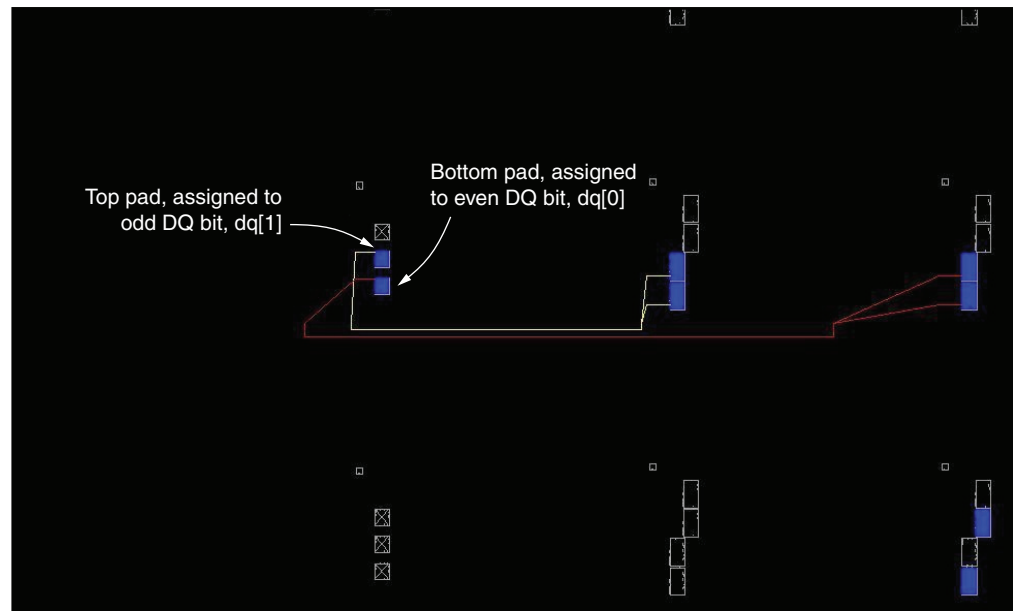 Top pad, assigned to
odd DQ bit, dq[1]
Bottom pad, assigned
to even DQ bit, dq[0]